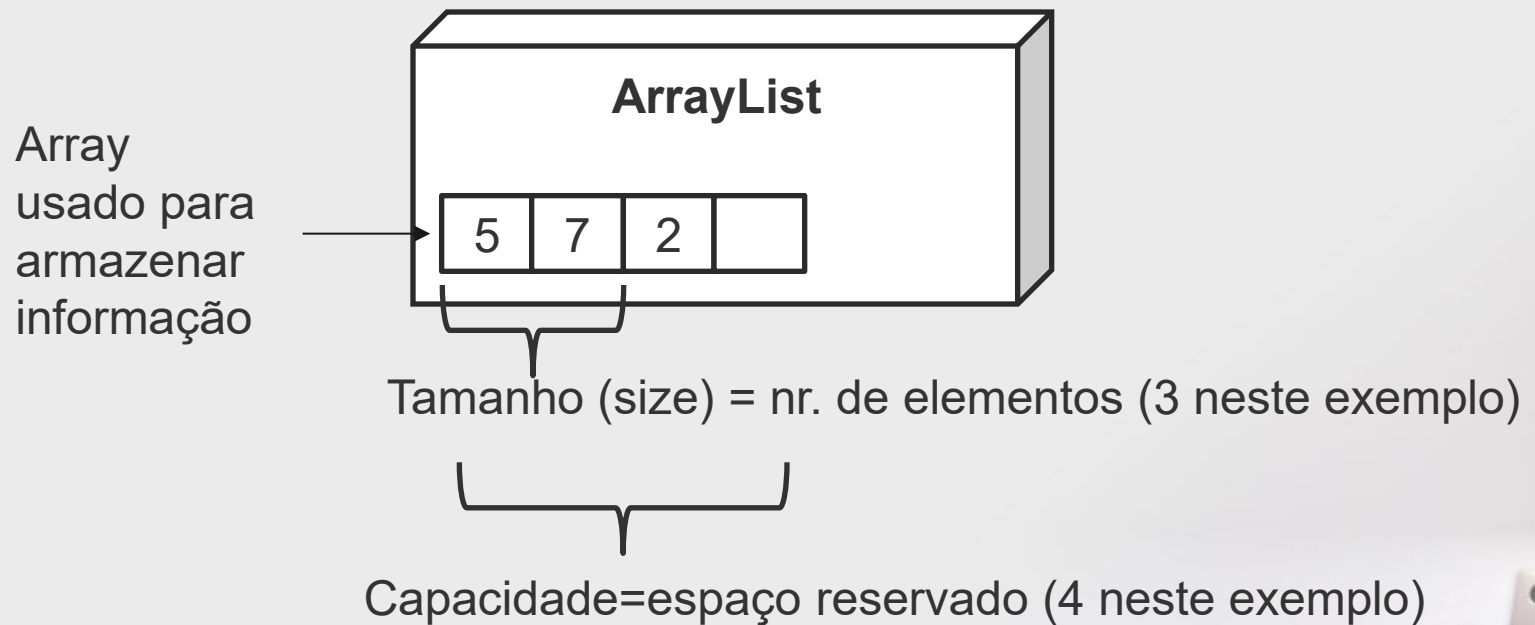 ArrayList
Array
usado para
armazenar
informação
5 7 2
Tamanho (size) = nr. de elementos (3 neste exemplo)
Capacidade=espaço reservado (4 neste exemplo)